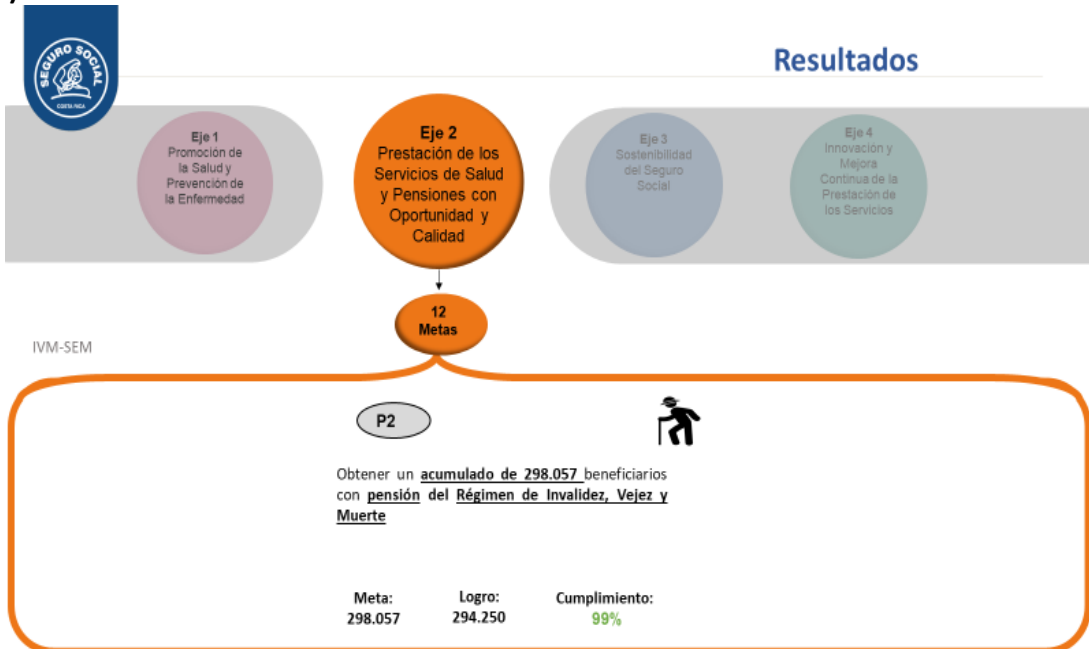 SEGURO SOCIAL
COSTA RICA
Resultados
Eje 1
Promoción de
la Salud y
Prevención de
la Enfermedad
Eje 2
Prestación de los
Servicios de Salud
y Pensiones con
Oportunidad y
Calidad
Eje 3
Sostenibilidad
del Seguro
Social
Eje 4
Innovación y
Mejora
Continua de la
Prestación de
los Servicios
12
Metas
IVM-SEM
P2
Obtener un acumulado de 298.057 beneficiarios
con pensión del Régimen de Invalidez, Vejez y
Muerte
Meta: Logro: Cumplimiento:
298.057 294.250 99%